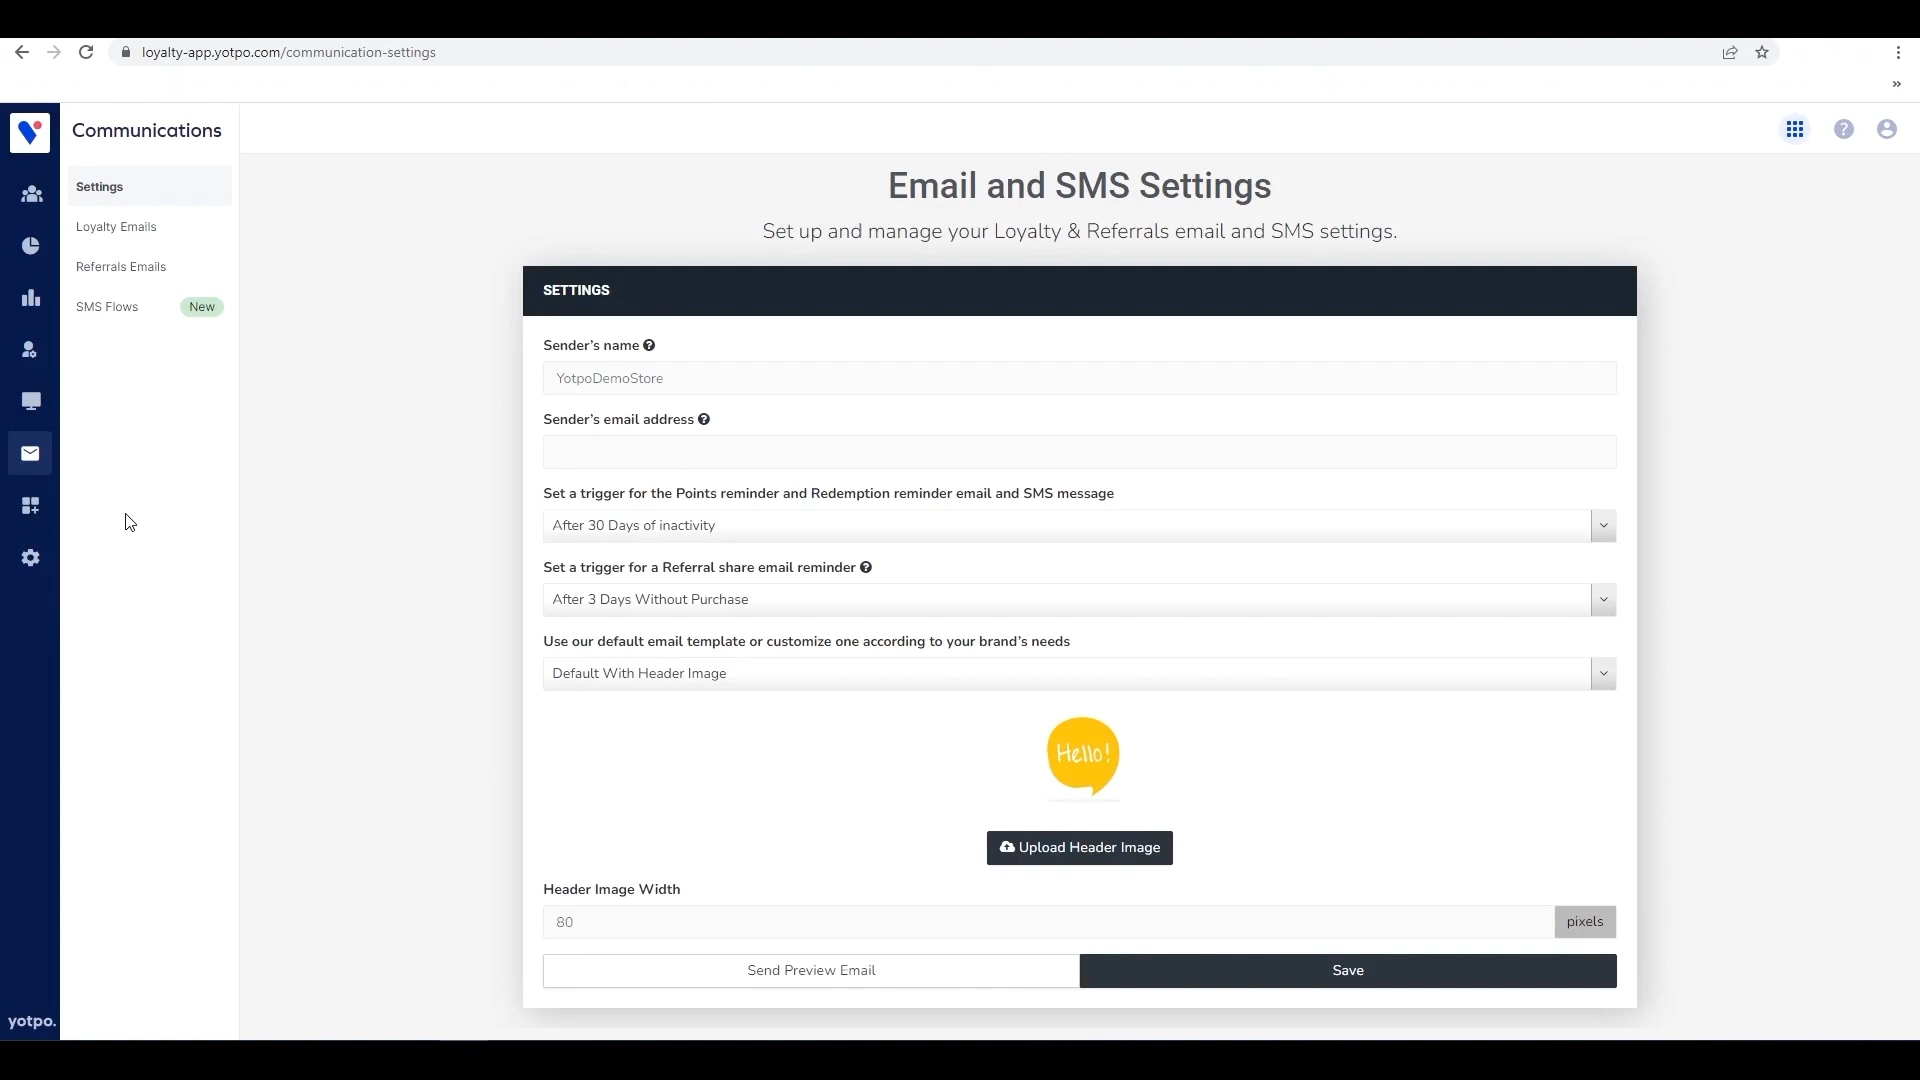 loyalty-app.yotpo.com/communication-settings
»
Communications
Settings
Loyalty Emails
Referrals Emails
SMS Flows New
yotpo.
Email and SMS Settings
Set up and manage your Loyalty & Referrals email and SMS settings.
SETTINGS
Sender’s name ?
YotpoDemoStore
Sender’s email address ?
Set a trigger for the Points reminder and Redemption reminder email and SMS message
After 30 Days of inactivity
Set a trigger for a Referral share email reminder ?
After 3 Days Without Purchase
Use our default email template or customize one according to your brand’s needs
Default With Header Image
Hello!
Upload Header Image
Header Image Width
80 pixels
Send Preview Email Save